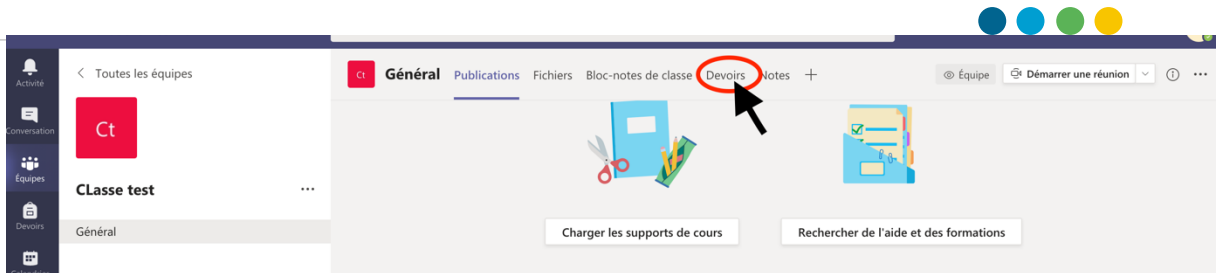 Activité
Conversation
Équipes
Devoirs
Calendrier
< Toutes les équipes
Ct
CLasse test
...
Général
Ct Général Publications Fichiers Bloc-notes de classe Devoirs Notes +
Équipe Démarrer une réunion ...
Charger les supports de cours
Rechercher de l'aide et des formations